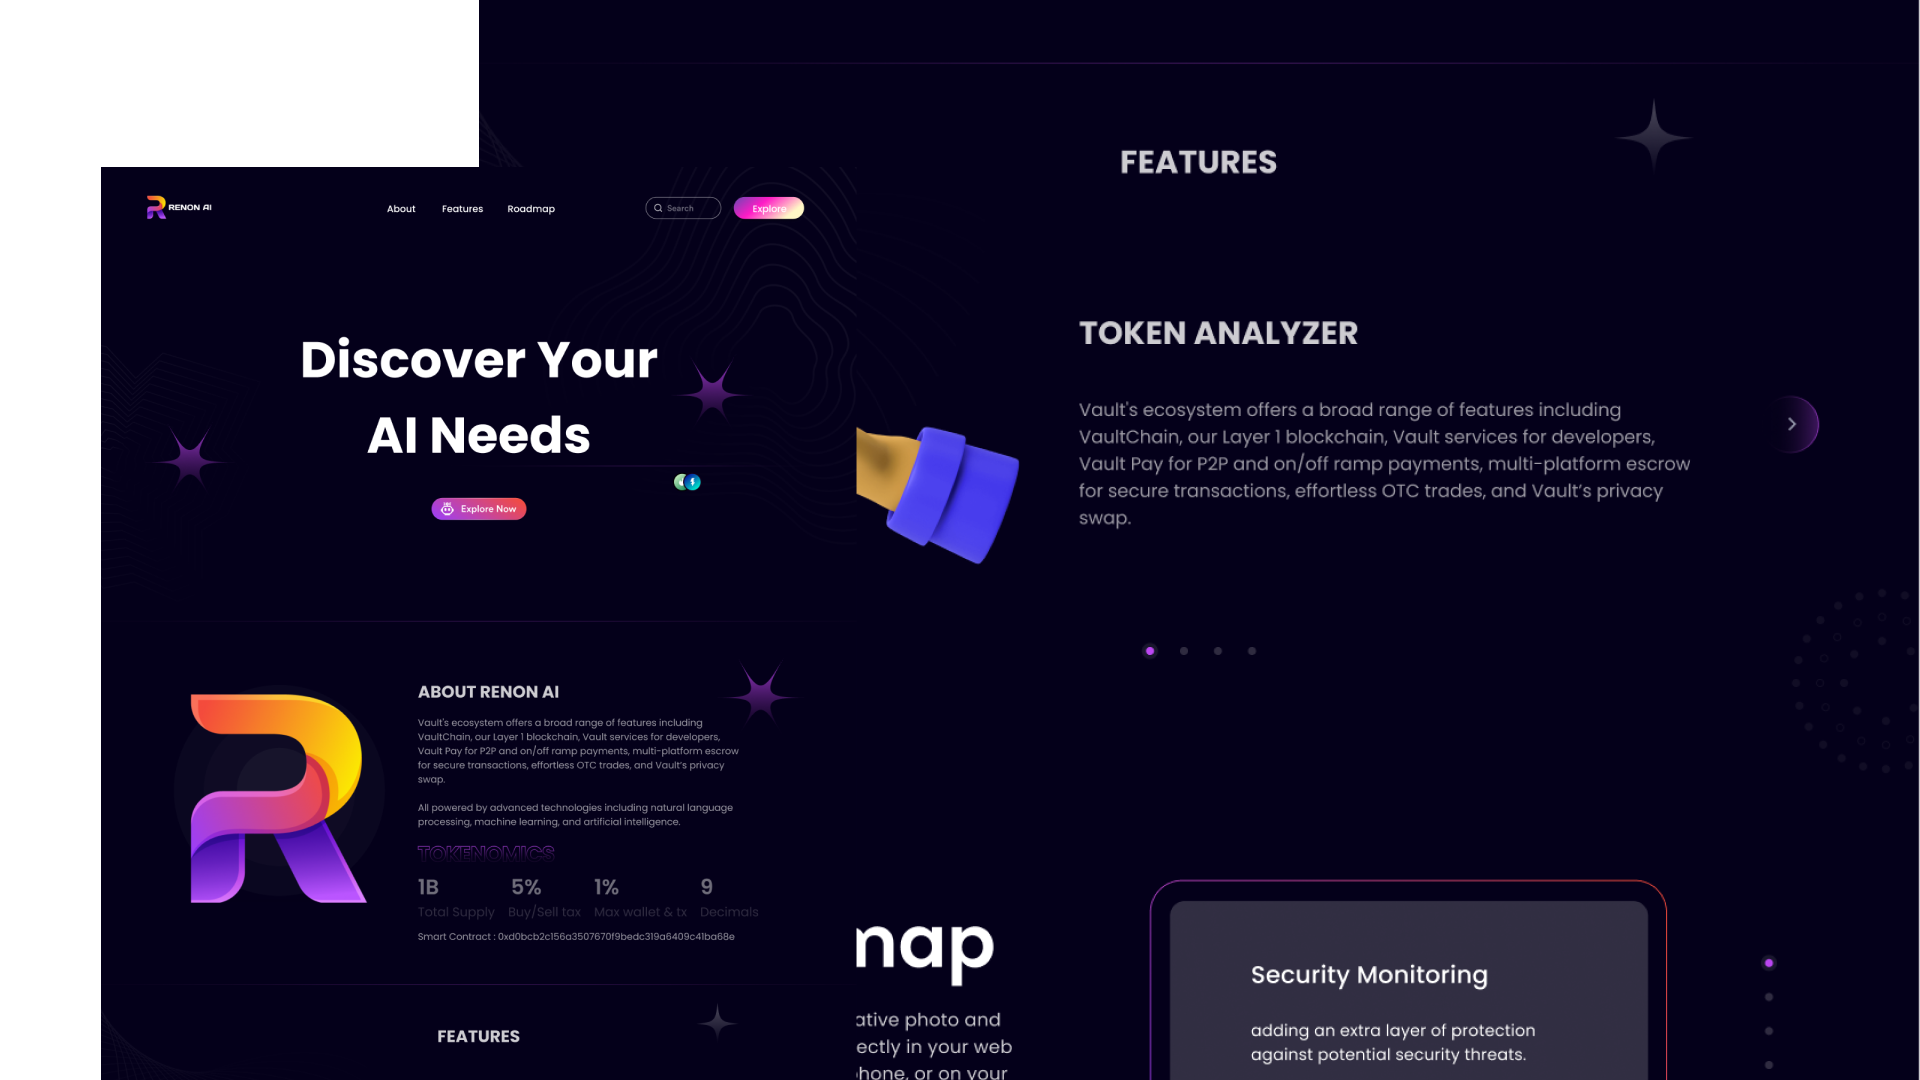 RENON AI
About
Features
Roadmap
Search
Explore
Discover Your
AI Needs
Explore Now
ABOUT RENON AI
Vault's ecosystem offers a broad range of features including
VaultChain, our Layer 1 blockchain, Vault services for developers,
Vault Pay for P2P and on/off ramp payments, multi-platform escrow
for secure transactions, effortless OTC trades, and Vault's privacy
swap.
All powered by advanced technologies including natural language
processing, machine learning, and artificial intelligence.
TOKENOMICS
1B
5%
1%
9
Total Supply
Buy/Sell tax
Max wallet & tx
Decimals
Smart Contract : 0xd0bcb2c156a3507670f9bedc319a6409c41ba68e
FEATURES
FEATURES
TOKEN ANALYZER
Vault's ecosystem offers a broad range of features including
VaultChain, our Layer 1 blockchain, Vault services for developers,
Vault Pay for P2P and on/off ramp payments, multi-platform escrow
for secure transactions, effortless OTC trades, and Vault's privacy
swap.
map
ative photo and
ectly in your web
hone, or on your
Security Monitoring
adding an extra layer of protection
against potential security threats.